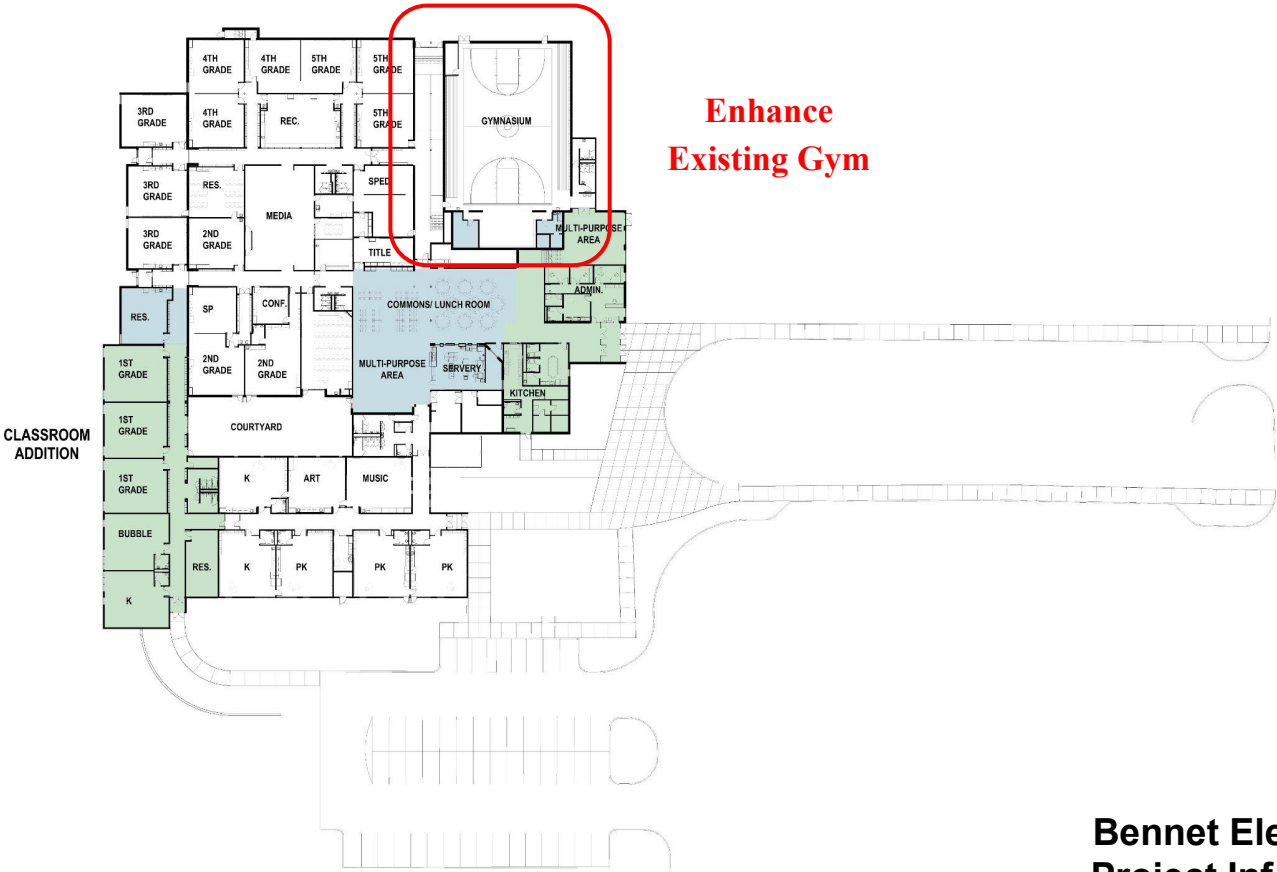 4TH
GRADE
4TH
GRADE
5TH
GRADE
5TH
GRADE
3RD
GRADE
4TH
GRADE
REC.
5TH
GRADE
GYMNASIUM
Enhance
Existing Gym
3RD
GRADE
RES.
MEDIA
SPED
3RD
GRADE
2ND
GRADE
TITLE
MULTI-PURPOSE
AREA
ADMIN.
RES.
SP
CONF.
COMMONS/ LUNCH ROOM
1ST
GRADE
2ND
GRADE
2ND
GRADE
MULTI-PURPOSE
AREA
SERVERY
KITCHEN
CLASSROOM
ADDITION
1ST
GRADE
COURTYARD
1ST
GRADE
K
ART
MUSIC
BUBBLE
RES.
K
PK
PK
PK
K
Bennet Ele
Project Inf